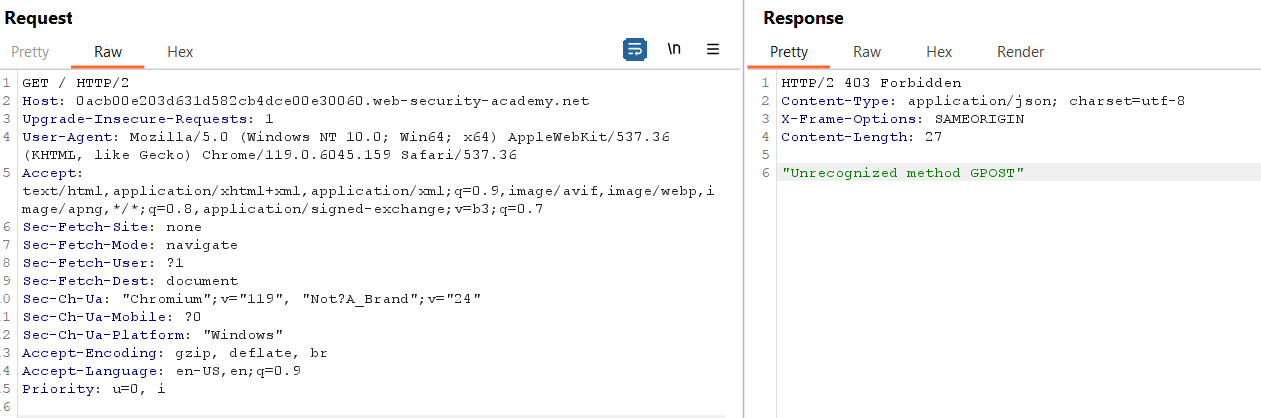 Request
Pretty Raw Hex \n
1 GET / HTTP/2
2 Host: 0acb00e203d631d582cb4dce00e30060.web-security-academy.net
3 Upgrade-Insecure-Requests: 1
4 User-Agent: Mozilla/5.0 (Windows NT 10.0; Win64; x64) AppleWebKit/537.36
(KHTML, like Gecko) Chrome/119.0.6045.159 Safari/537.36
5 Accept:
text/html,application/xhtml+xml,application/xml;q=0.9,image/avif,image/webp,i
mage/apng,*/*;q=0.8,application/signed-exchange;v=b3;q=0.7
6 Sec-Fetch-Site: none
7 Sec-Fetch-Mode: navigate
8 Sec-Fetch-User: ?1
9 Sec-Fetch-Dest: document
0 Sec-Ch-Ua: "Chromium";v="119", "Not?A_Brand";v="24"
1 Sec-Ch-Ua-Mobile: ?0
2 Sec-Ch-Ua-Platform: "Windows"
3 Accept-Encoding: gzip, deflate, br
4 Accept-Language: en-US,en;q=0.9
5 Priority: u=0, i
6
Response
Pretty Raw Hex Render
1 HTTP/2 403 Forbidden
2 Content-Type: application/json; charset=utf-8
3 X-Frame-Options: SAMEORIGIN
4 Content-Length: 27
5
6 "Unrecognized method GPOST"